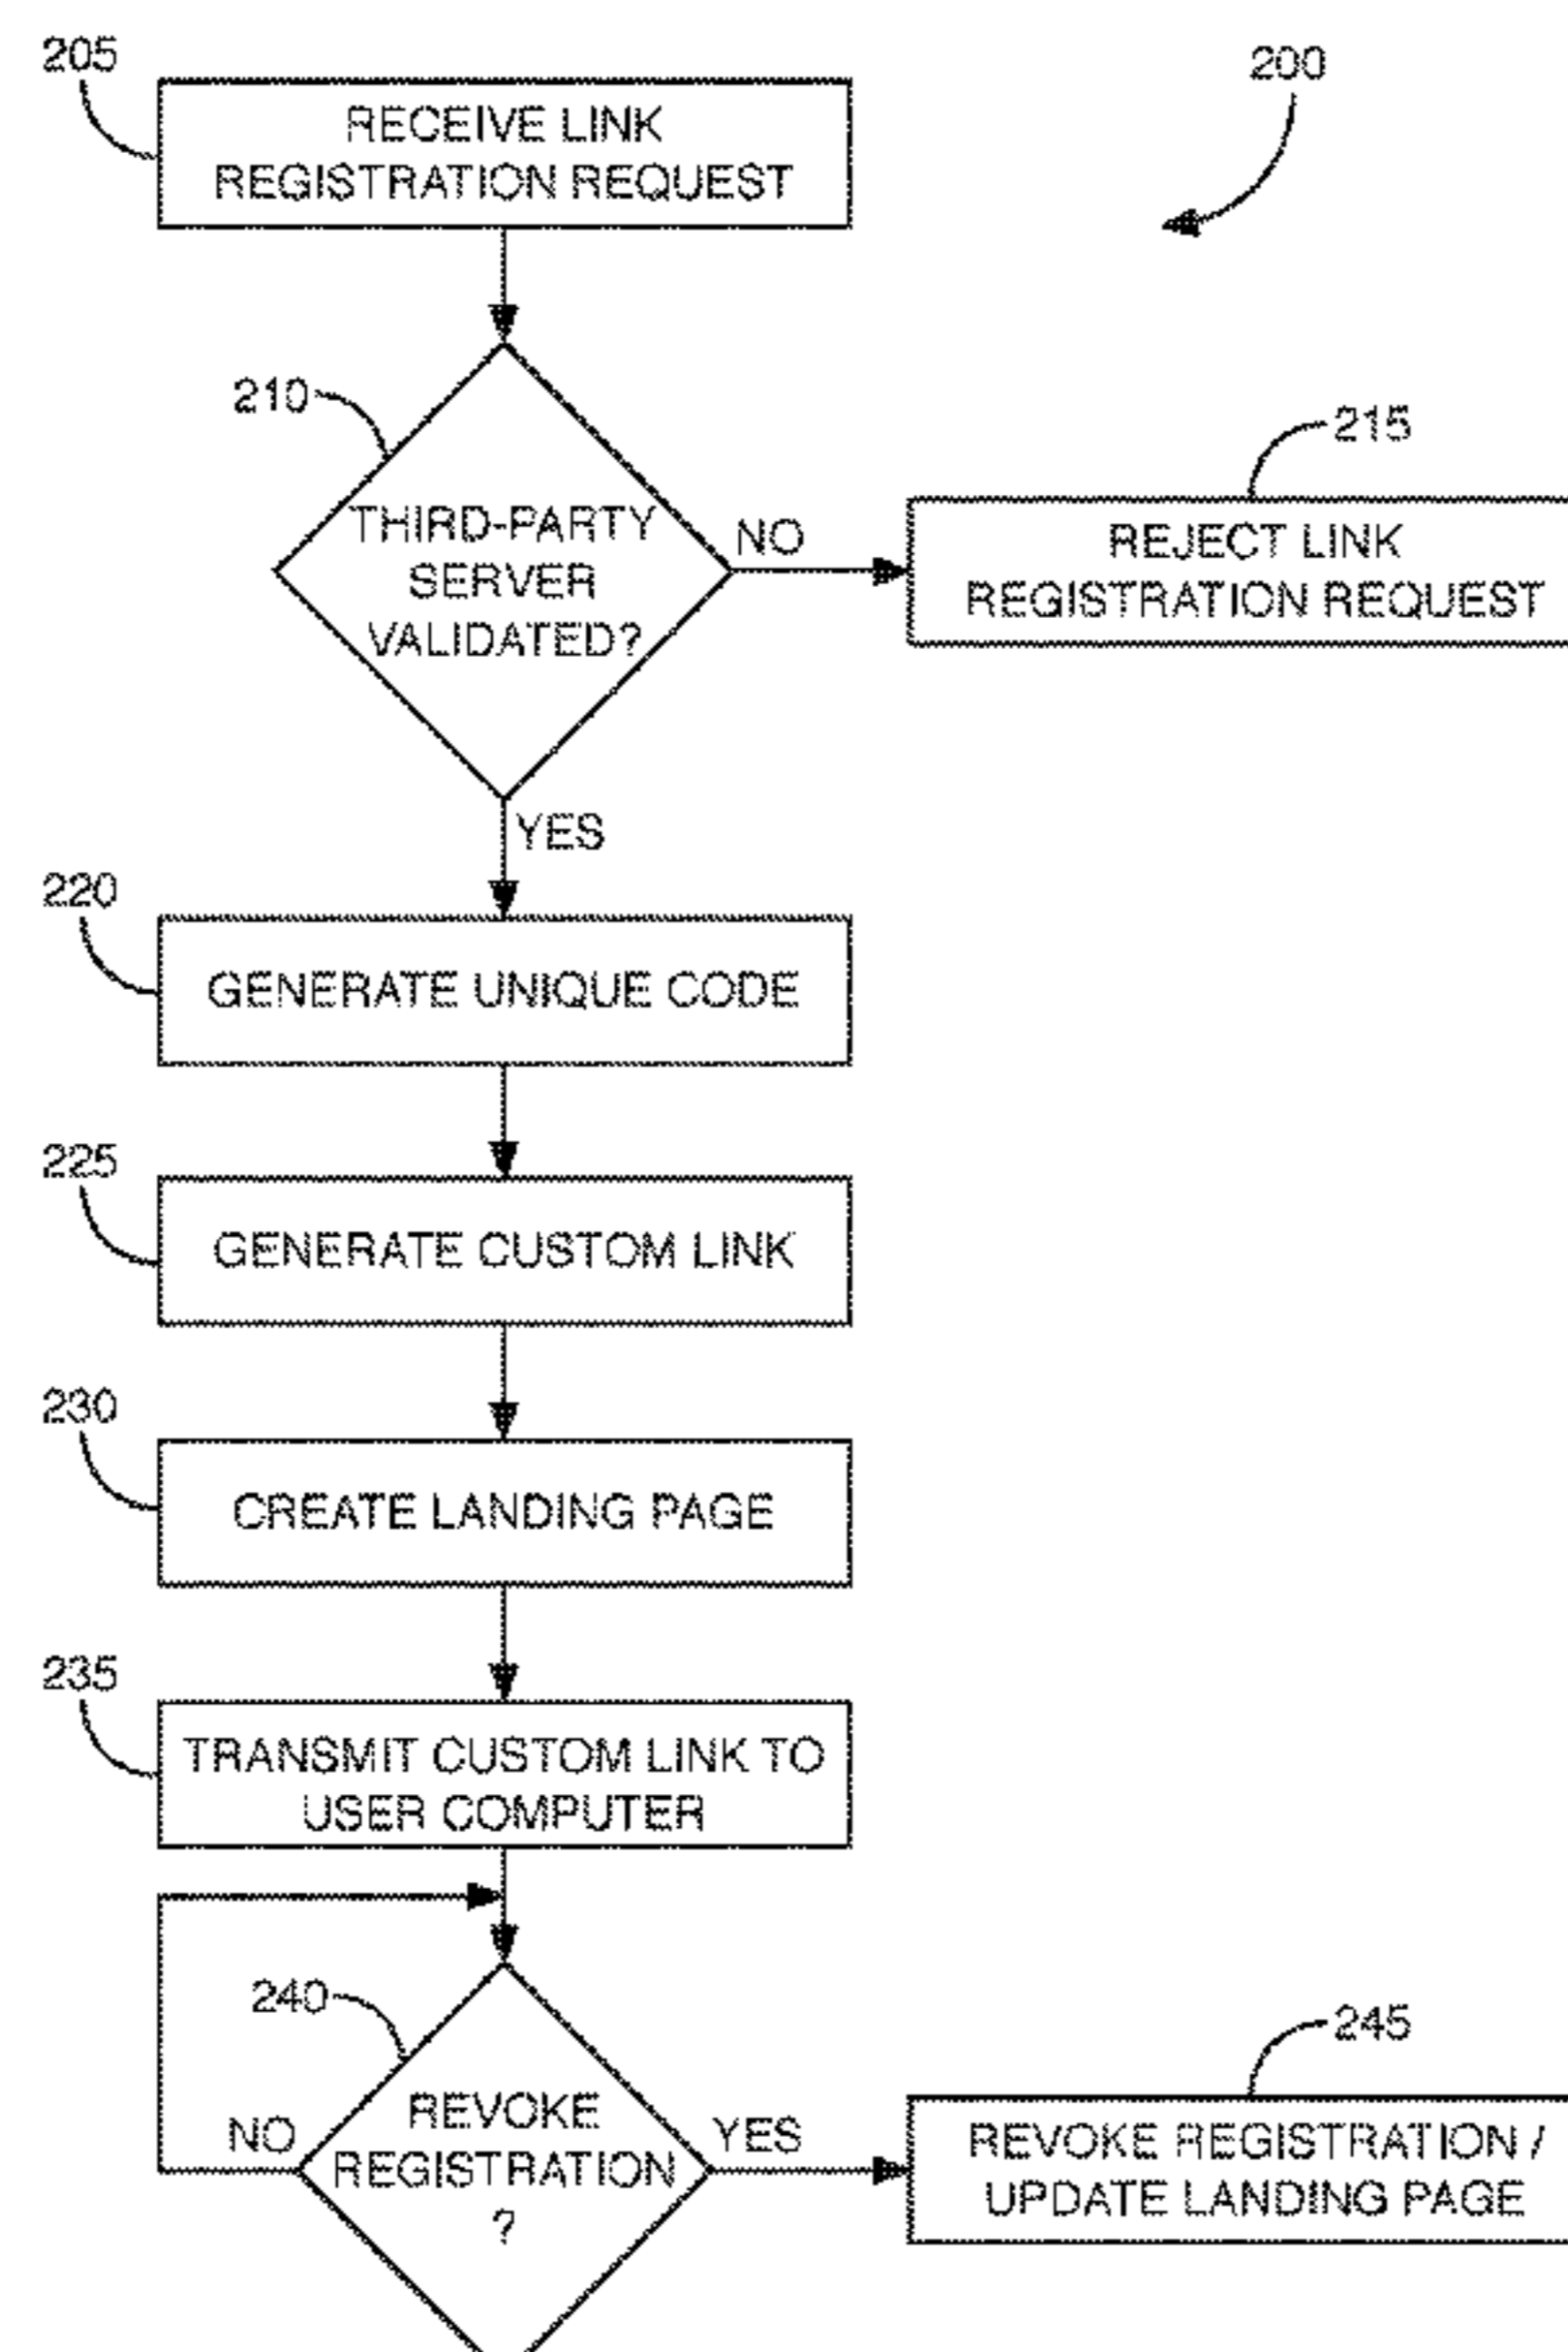 205
200
RECEIVE LINK
REGISTRATION REQUEST
210
THIRD-PARTY
SERVER
VALIDATED?
NO
215
REJECT LINK
REGISTRATION REQUEST
YES
220
GENERATE UNIQUE CODE
225
GENERATE CUSTOM LINK
230
CREATE LANDING PAGE
235
TRANSMIT CUSTOM LINK TO
USER COMPUTER
240
REVOKE
REGISTRATION
?
NO
YES
245
REVOKE REGISTRATION /
UPDATE LANDING PAGE